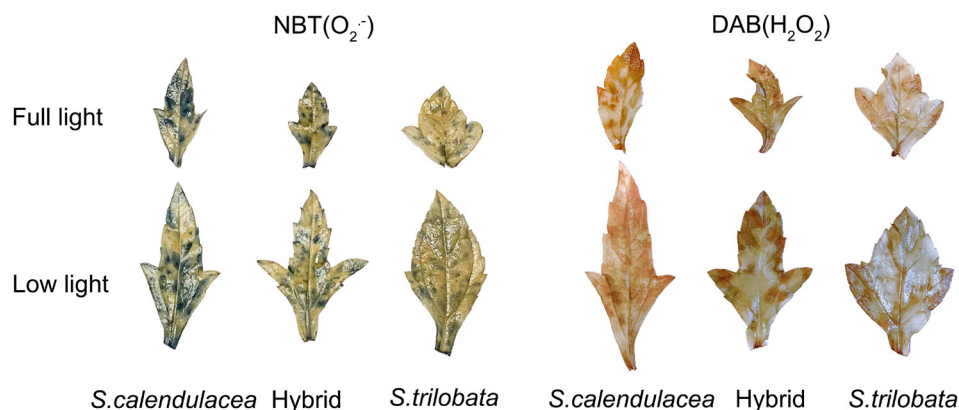 NBT(O₂·⁻) DAB(H₂O₂)
Full light
Low light
S.calendulacea Hybrid S.trilobata S.calendulacea Hybrid S.trilobata